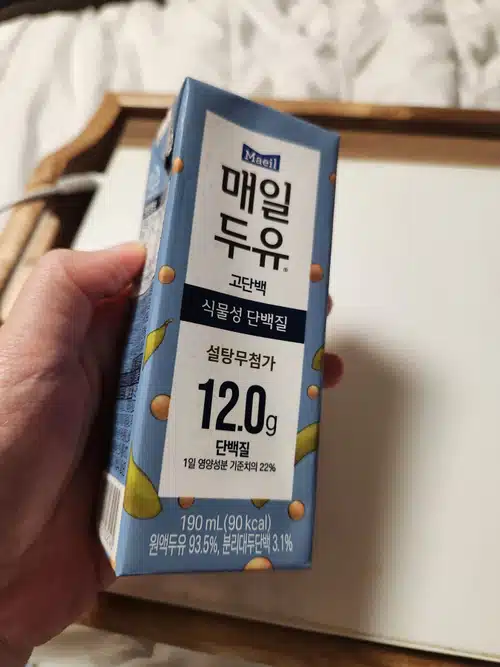 Maeil
매일
두유®
고단백
식물성 단백질
설탕무첨가
12.0g
단백질
1일 영양성분 기준치의 22%
190 mL(90 kcal)
원액두유 93.5%, 분리대두단백 3.1%